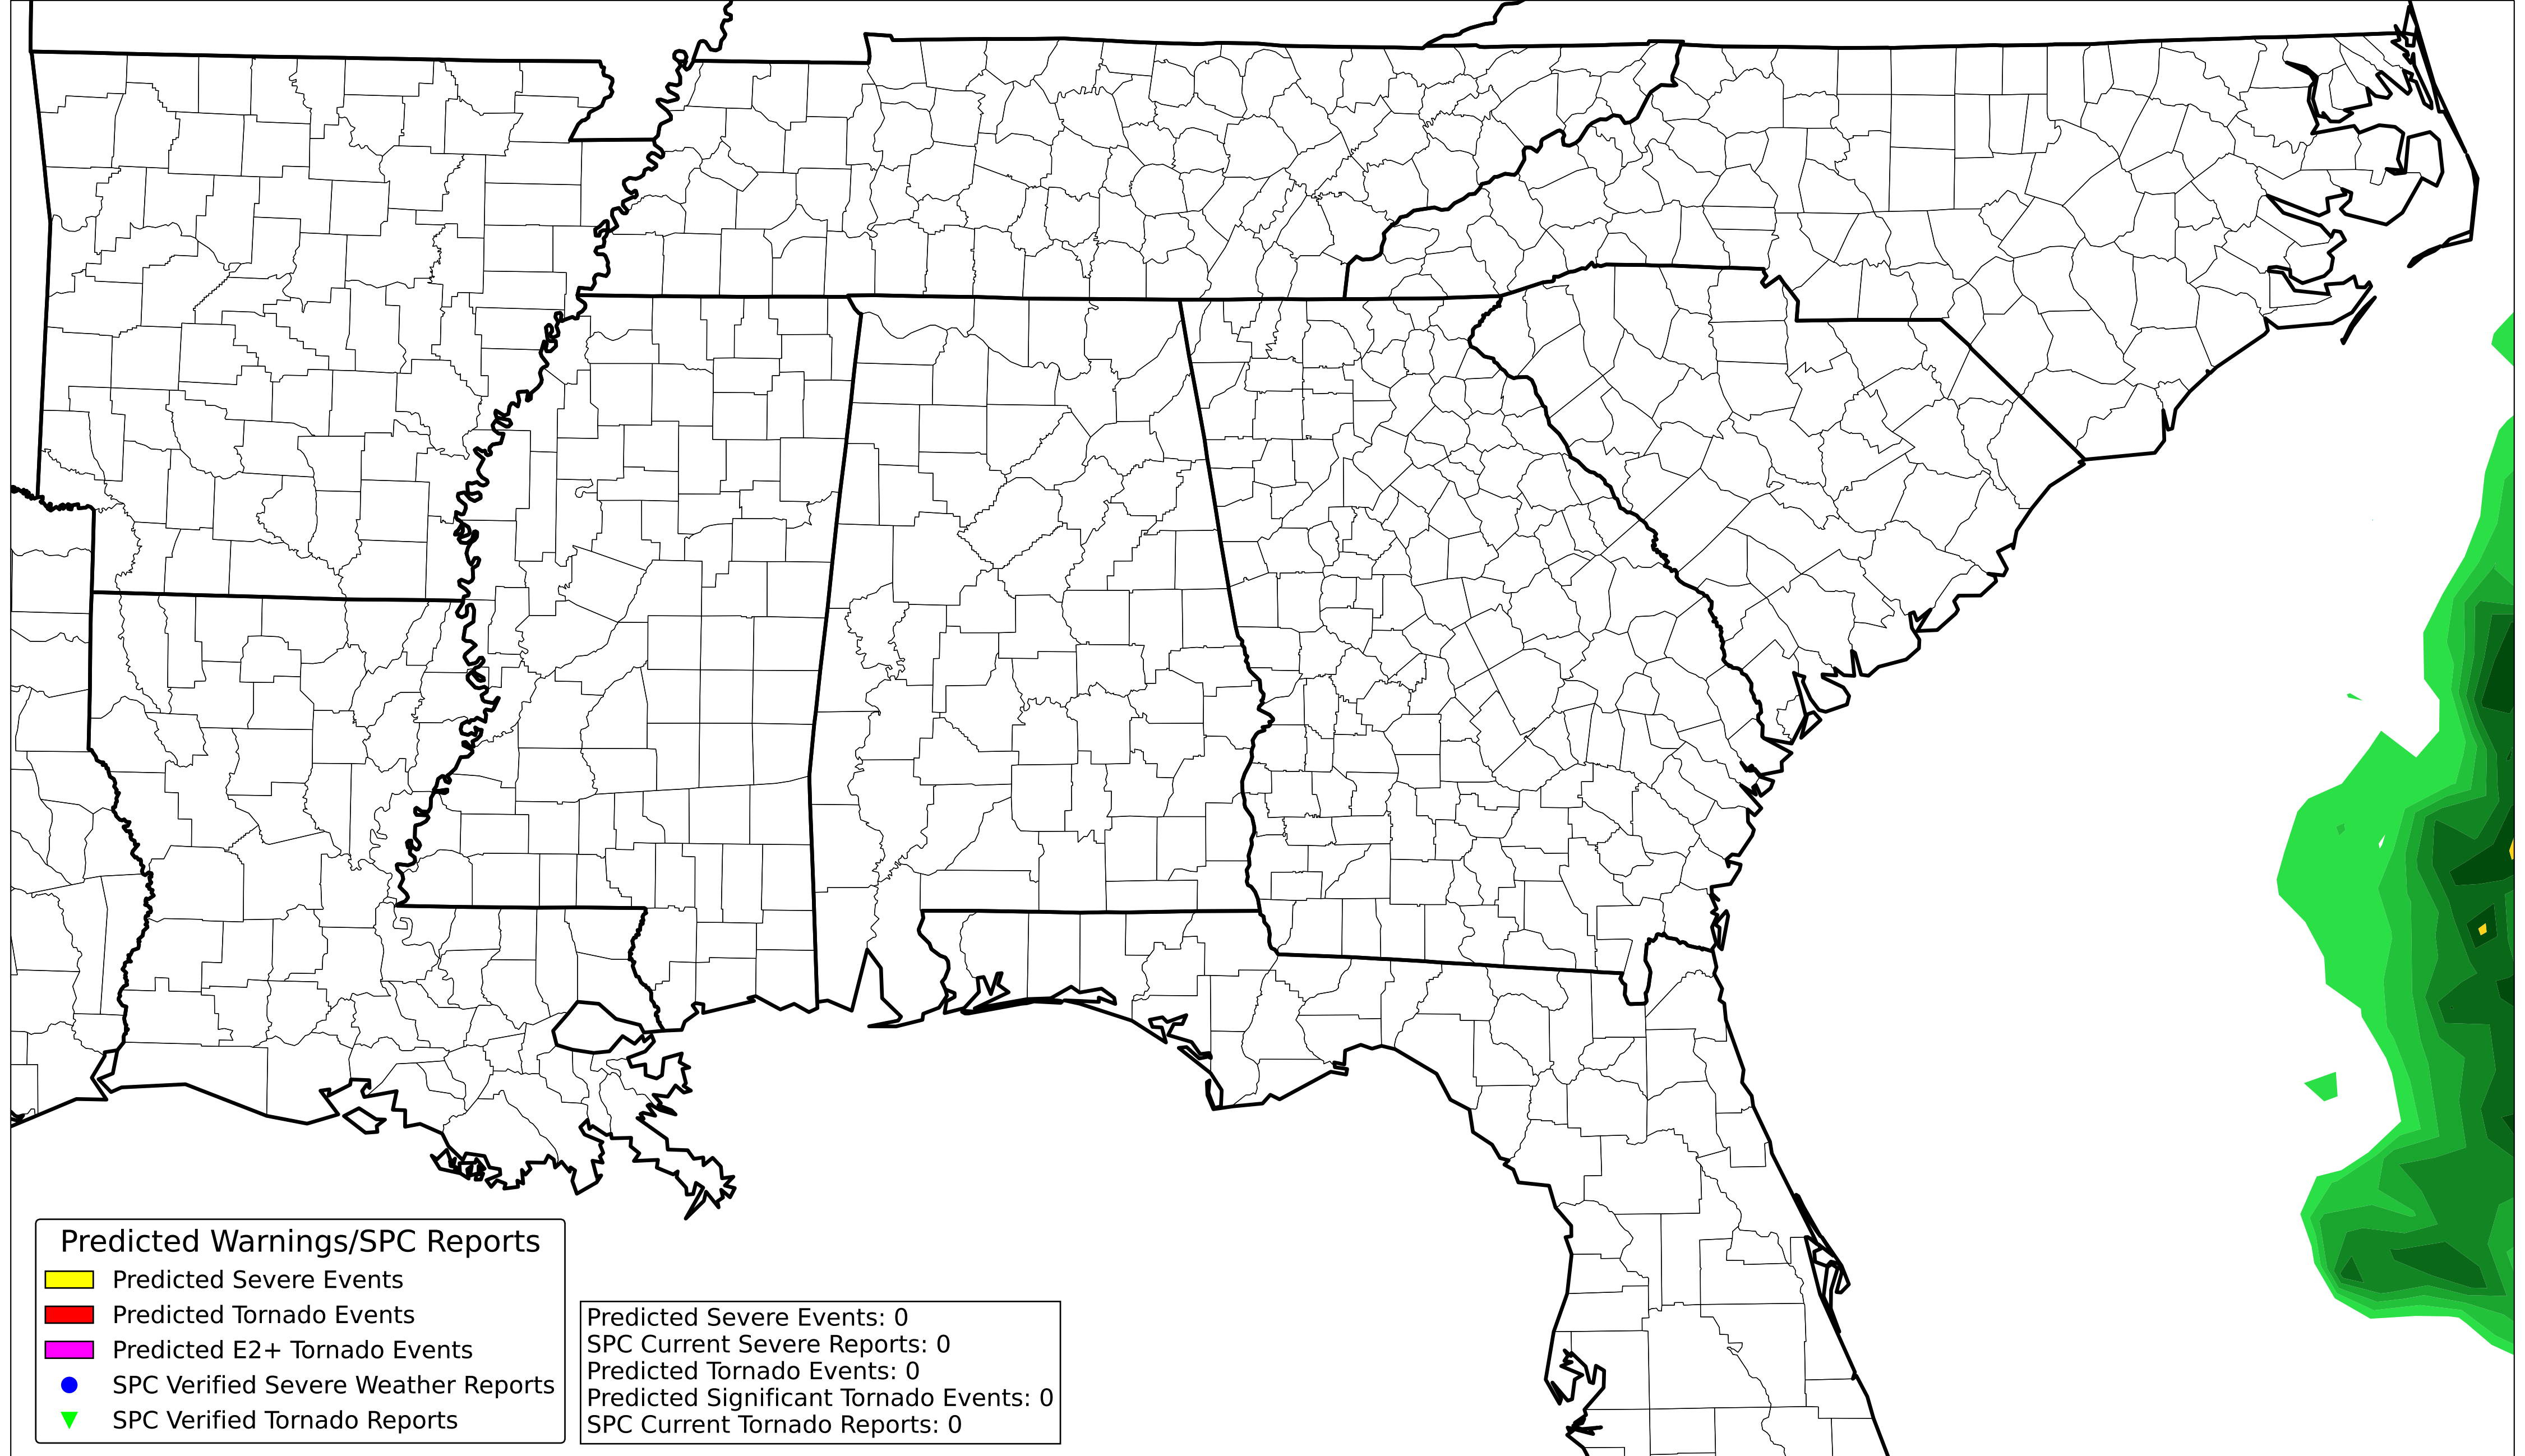 Predicted Warnings/SPC Reports
Predicted Severe Events
Predicted Tornado Events
Predicted E2+ Tornado Events
SPC Verified Severe Weather Reports
SPC Verified Tornado Reports
Predicted Severe Events: 0
SPC Current Severe Reports: 0
Predicted Tornado Events: 0
Predicted Significant Tornado Events: 0
SPC Current Tornado Reports: 0